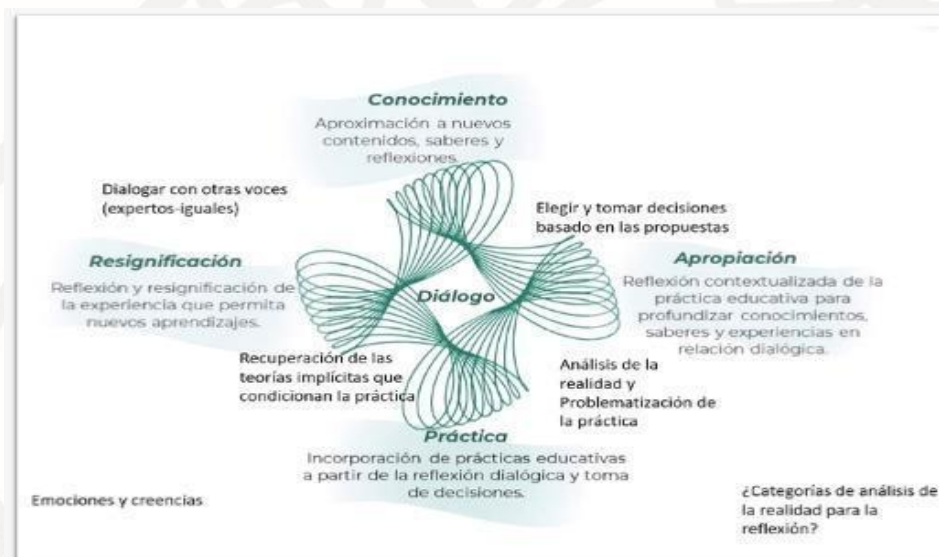 Conocimiento
Aproximación a nuevos
contenidos, saberes y
reflexiones.
Dialogar con otras voces
(expertos-iguales)
Elegir y tomar decisiones
basado en las propuestas
Resignificación
Reflexión y resignificación de
la experiencia que permita
nuevos aprendizajes.
Diálogo
Apropiación
Reflexión contextualizada de la
práctica educativa para
profundizar conocimientos,
saberes y experiencias en
relación dialógica.
Recuperación de las
teorías implícitas que
condicionan la práctica
Análisis de la
realidad y
Problematización de
la práctica
Práctica
Incorporación de prácticas educativas
a partir de la reflexión dialógica y toma
de decisiones.
Emociones y creencias
¿Categorías de análisis de
la realidad para la
reflexión?